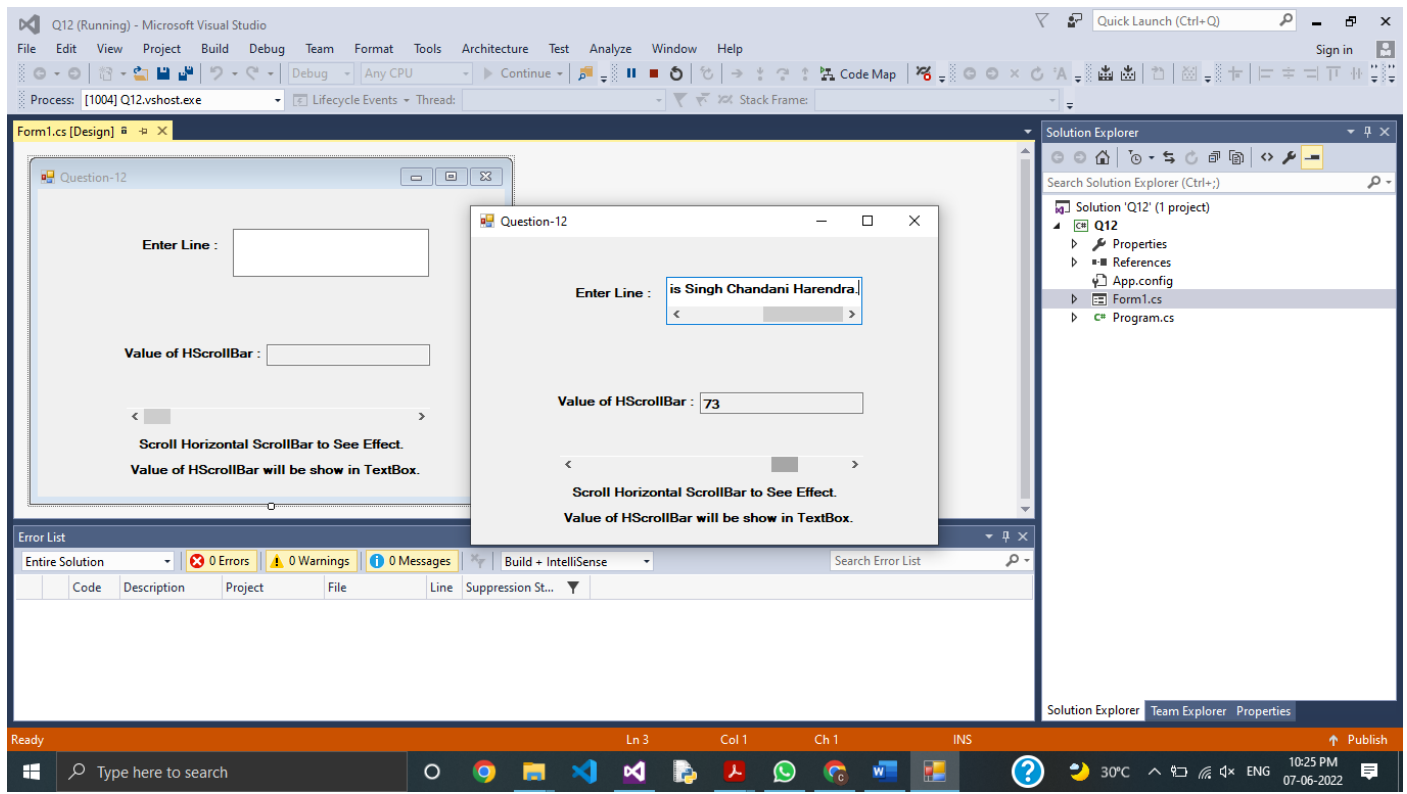 Q12 (Running) - Microsoft Visual Studio
Quick Launch (Ctrl+Q)
File Edit View Project Build Debug Team Format Tools Architecture Test Analyze Window Help
Sign in
Debug Any CPU Continue Code Map
Process: [1004] Q12.vshost.exe Lifecycle Events Thread: Stack Frame:
Form1.cs [Design]
Question-12
Enter Line :
Value of HScrollBar :
Scroll Horizontal ScrollBar to See Effect.
Value of HScrollBar will be show in TextBox.
Question-12
Enter Line : is Singh Chandani Harendra.
Value of HScrollBar : 73
Scroll Horizontal ScrollBar to See Effect.
Value of HScrollBar will be show in TextBox.
Solution Explorer
Search Solution Explorer (Ctrl+;)
Solution 'Q12' (1 project)
C# Q12
Properties
References
App.config
Form1.cs
C# Program.cs
Error List
Entire Solution 0 Errors 0 Warnings 0 Messages Build + IntelliSense Search Error List
Code Description Project File Line Suppression St...
Solution Explorer Team Explorer Properties
Ready Ln 3 Col 1 Ch 1 INS Publish
Type here to search
30°C ENG
10:25 PM
07-06-2022